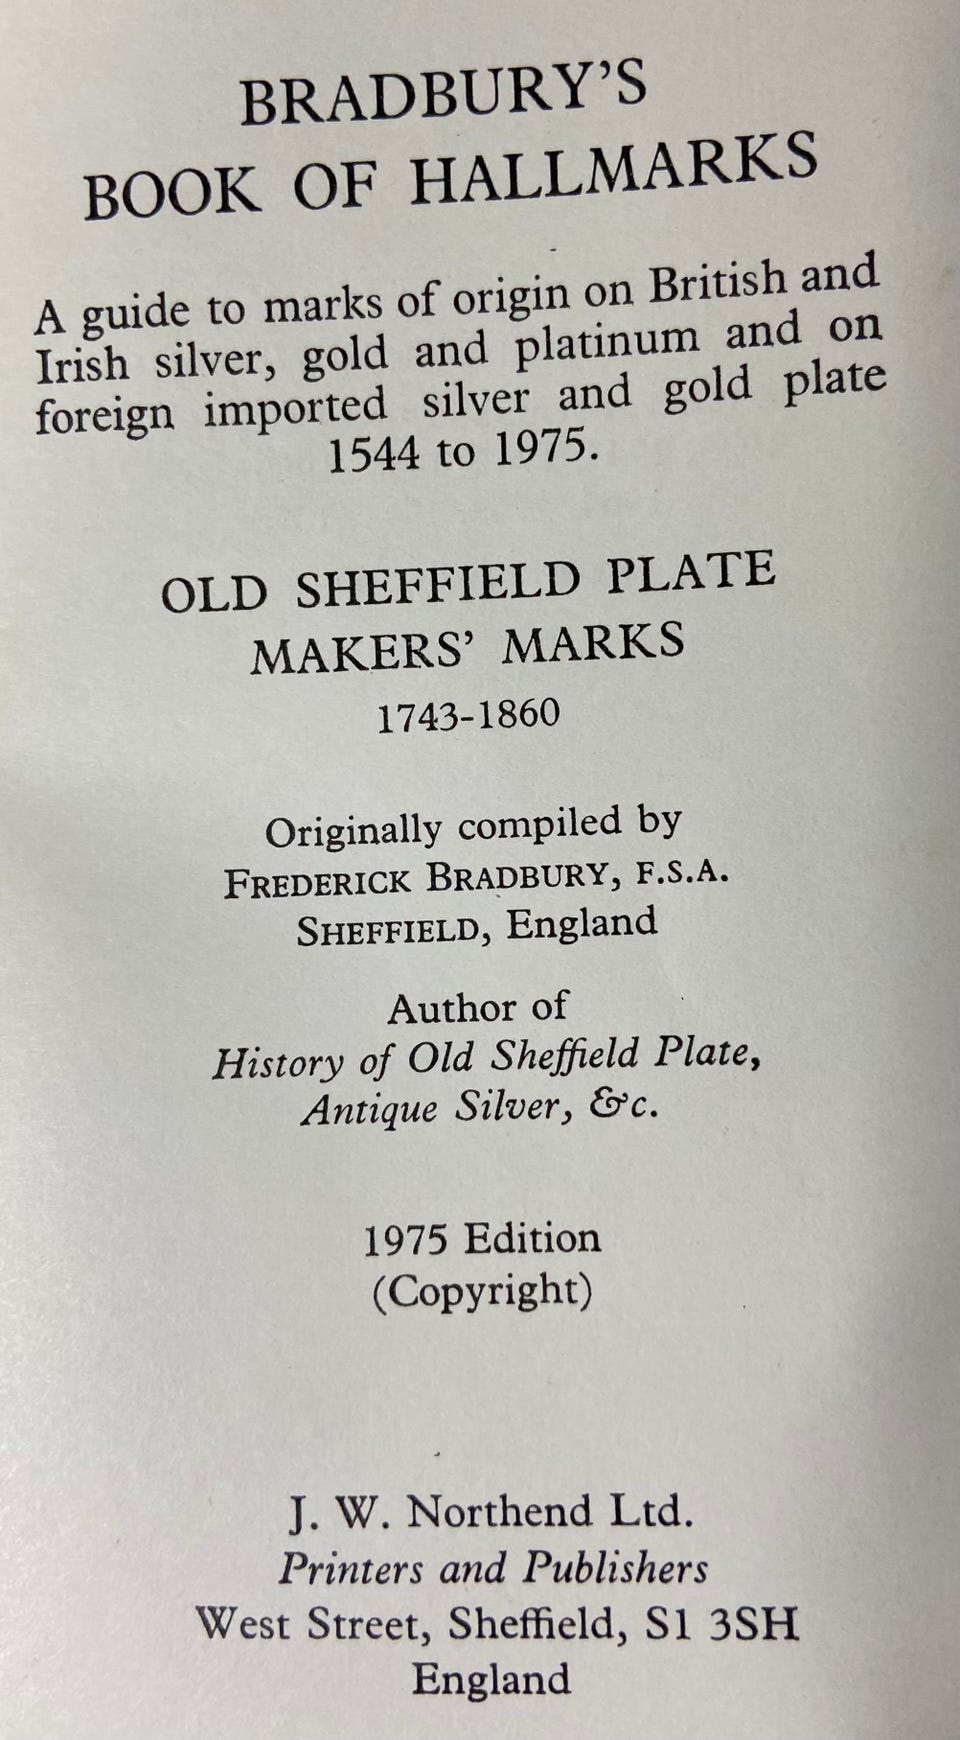 BRADBURY'S
BOOK OF HALLMARKS
A guide to marks of origin on British and
Irish silver, gold and platinum and on
foreign imported silver and gold plate
1544 to 1975.
OLD SHEFFIELD PLATE
MAKERS' MARKS
1743-1860
Originally compiled by
FREDERICK BRADBURY, F.S.A.
SHEFFIELD, England
Author of
History of Old Sheffield Plate,
Antique Silver, &c.
1975 Edition
(Copyright)
J. W. Northend Ltd.
Printers and Publishers
West Street, Sheffield, S1 3SH
England